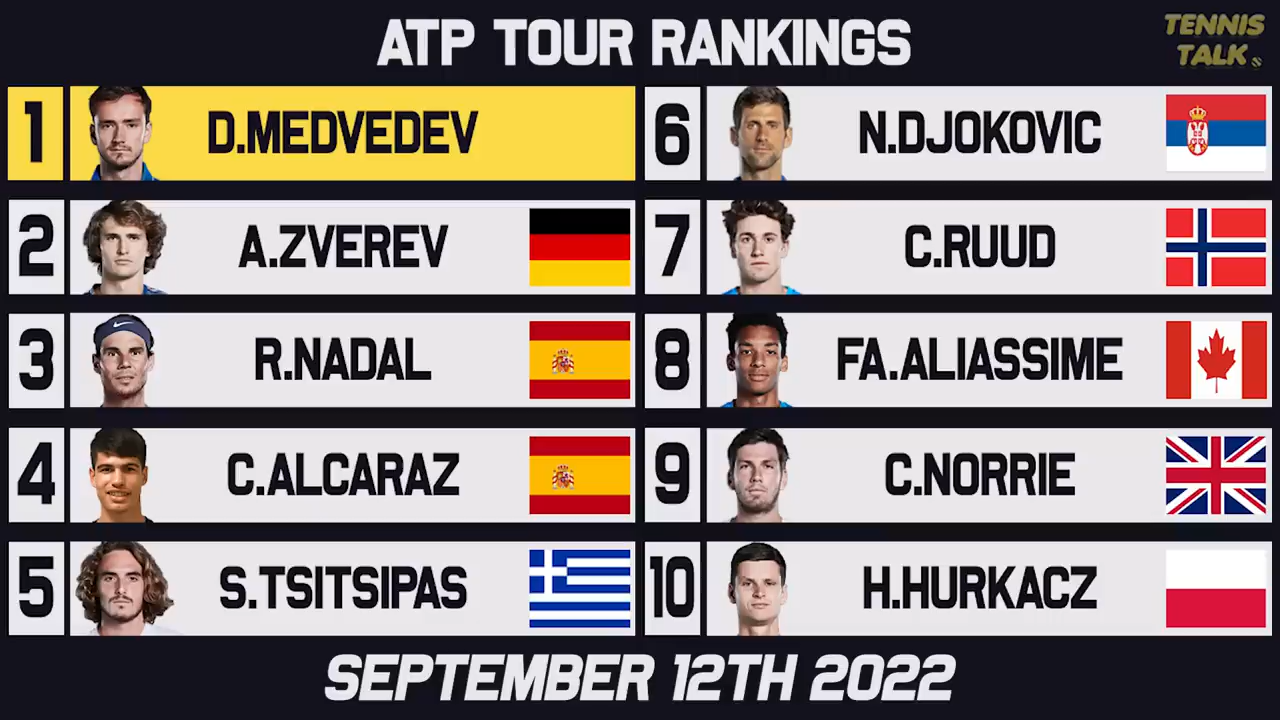 ATP TOUR RANKINGS
TENNIS
TALK
1 D.MEDVEDEV
2 A.ZVEREV
3 R.NADAL
4 C.ALCARAZ
5 S.TSITSIPAS
6 N.DJOKOVIC
7 C.RUUD
8 FA.ALIASSIME
9 C.NORRIE
10 H.HURKACZ
SEPTEMBER 12TH 2022